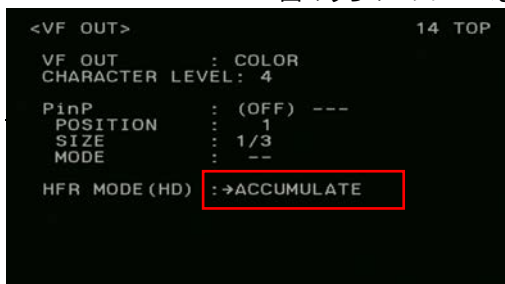 <VF OUT> 14 TOP
VF OUT : COLOR
CHARACTER LEVEL: 4
PinP : (OFF) ---
POSITION : 1
SIZE : 1/3
MODE : --
HFR MODE(HD) :→ACCUMULATE